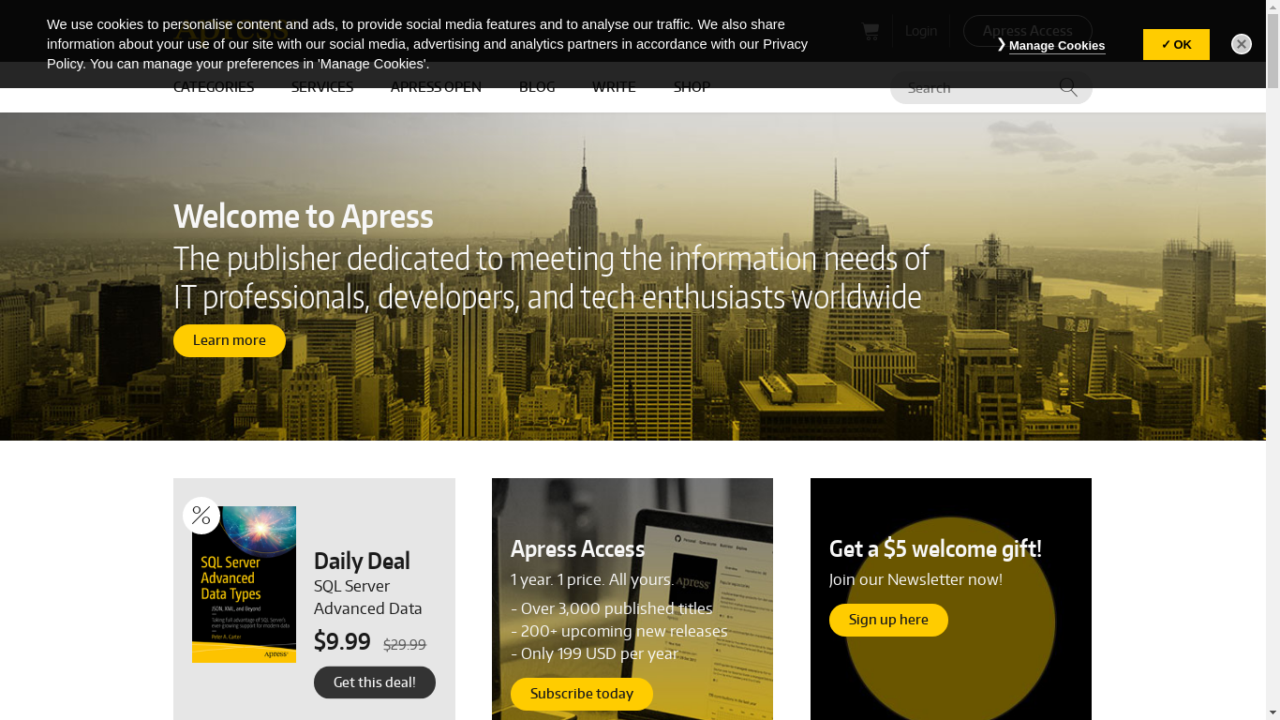 We use cookies to personalise content and ads, to provide social media features and to analyse our traffic. We also share
information about your use of our site with our social media, advertising and analytics partners in accordance with our Privacy
Policy. You can manage your preferences in 'Manage Cookies'.
❯ Manage Cookies
✓ OK
Apress
Login
Apress Access
CATEGORIES SERVICES APRESS OPEN BLOG WRITE SHOP
Search
Welcome to Apress
The publisher dedicated to meeting the information needs of
IT professionals, developers, and tech enthusiasts worldwide
Learn more
%
SQL Server
Advanced
Data Types
JSON, XML, and Beyond
Peter A. Carter
Apress
Daily Deal
SQL Server
Advanced Data
$9.99 $29.99
Get this deal!
Apress Access
1 year. 1 price. All yours.
- Over 3,000 published titles
- 200+ upcoming new releases
- Only 199 USD per year
Subscribe today
Apress
Get a $5 welcome gift!
Join our Newsletter now!
Sign up here